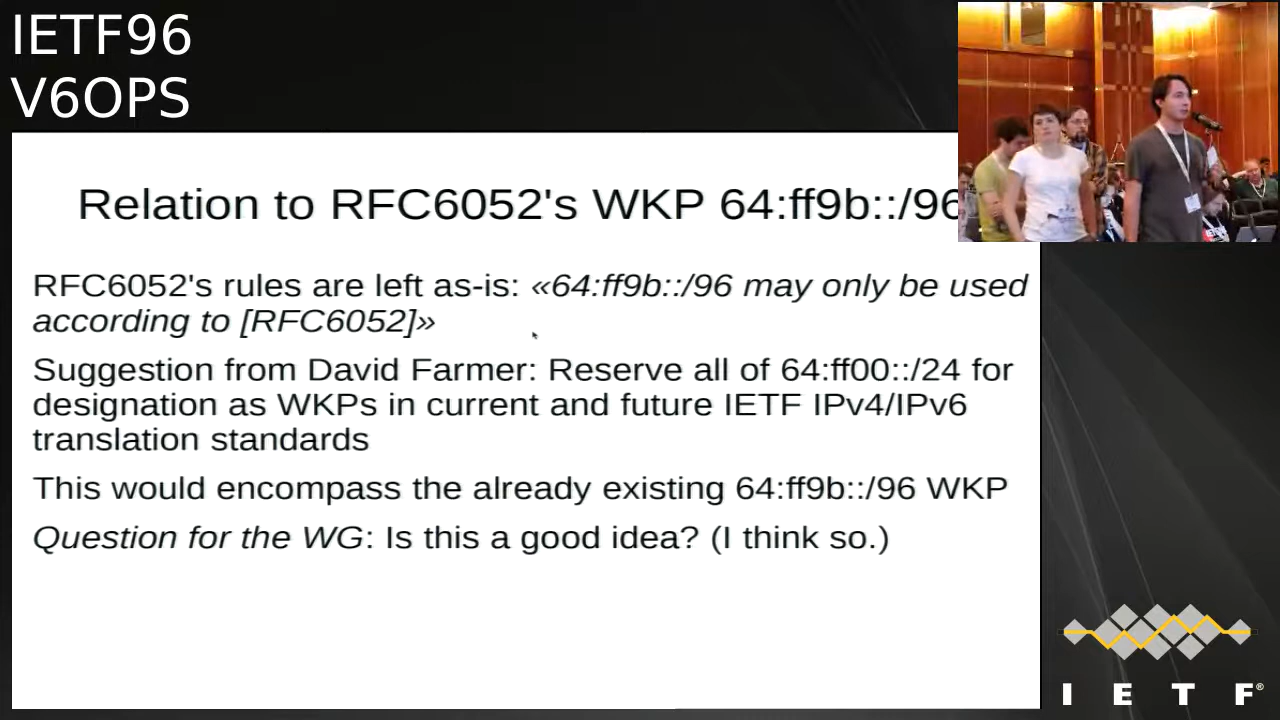 IETF96
V6OPS
Relation to RFC6052's WKP 64:ff9b::/96
RFC6052's rules are left as-is: «64:ff9b::/96 may only be used
according to [RFC6052]»
Suggestion from David Farmer: Reserve all of 64:ff00::/24 for
designation as WKPs in current and future IETF IPv4/IPv6
translation standards
This would encompass the already existing 64:ff9b::/96 WKP
Question for the WG: Is this a good idea? (I think so.)
I E T F®